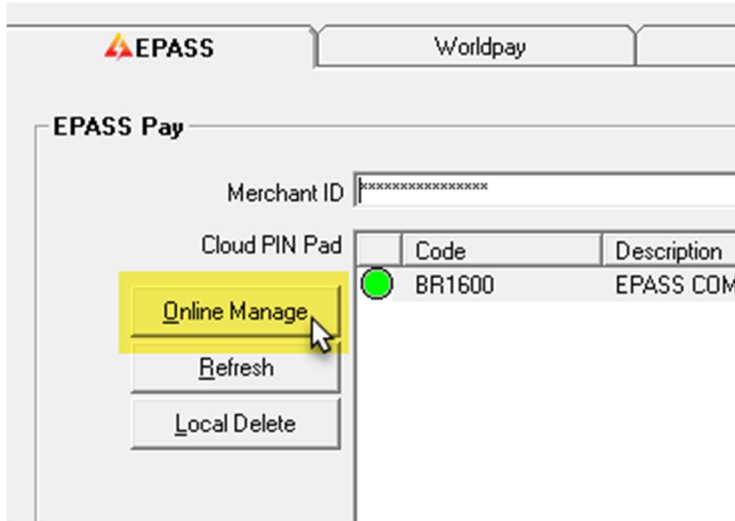 EPASS Worldpay
EPASS Pay
Merchant ID ****************
Cloud PIN Pad Code Description
BR1600 EPASS COM
Online Manage
Refresh
Local Delete